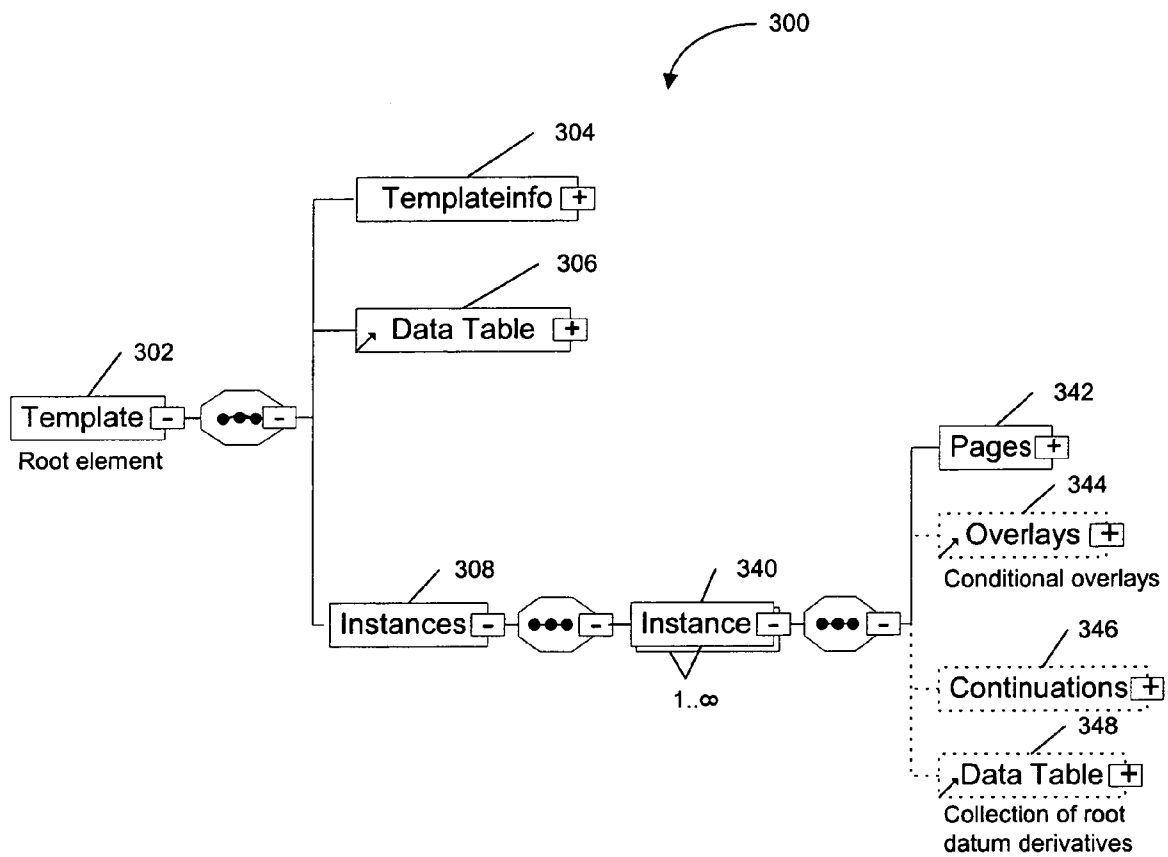 300
304
Templateinfo +
306
Data Table +
302
Template -
-
Root element
342
Pages +
344
Overlays +
Conditional overlays
308
Instances -
-
340
Instance -
-
1..∞
346
Continuations +
348
Data Table +
Collection of root
datum derivatives